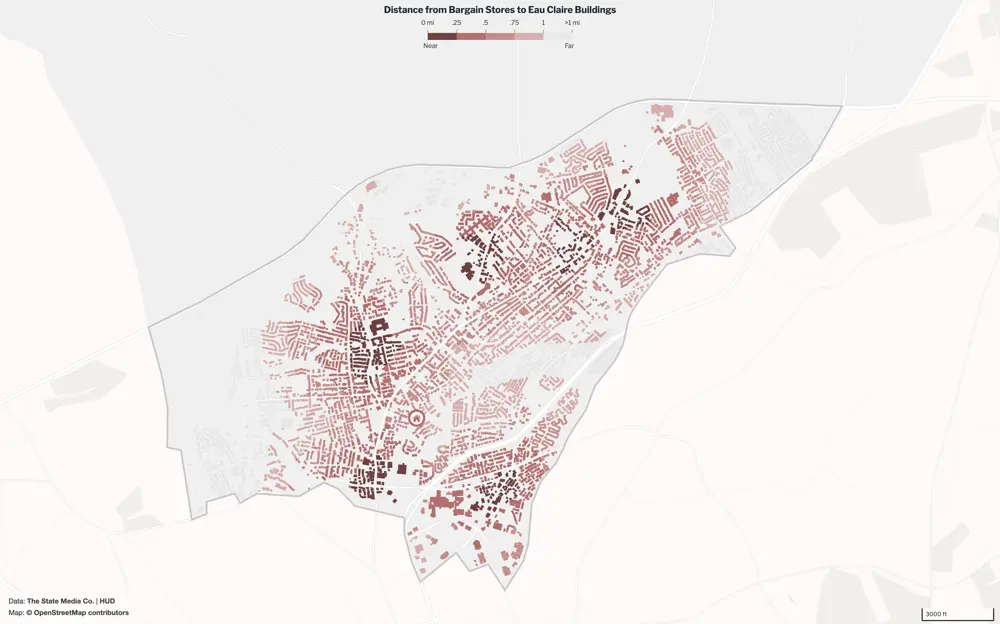 Distance from Bargain Stores to Eau Claire Buildings
0 mi .25 .5 .75 1 >1 mi
Near Far
Data: The State Media Co. | HUD
Map: © OpenStreetMap contributors
3000 ft